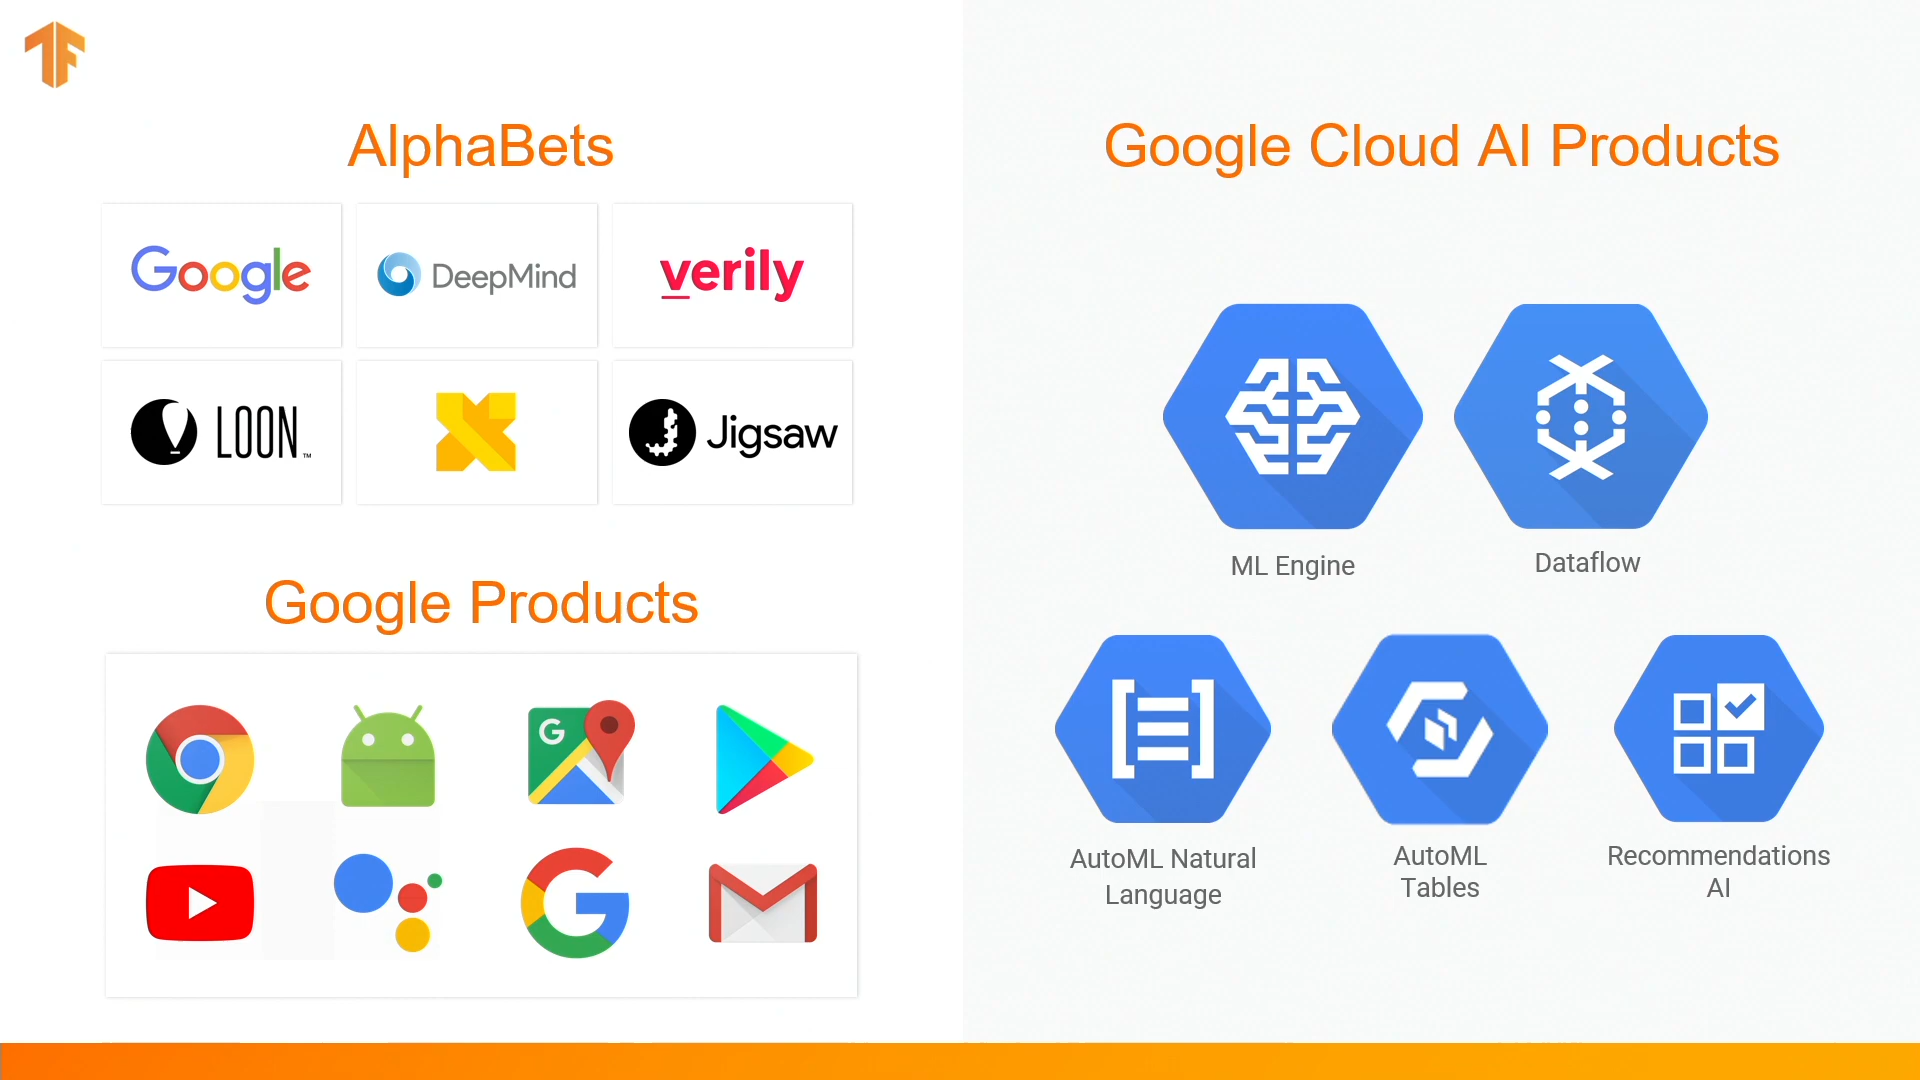 AlphaBets
Google
DeepMind
verily
LOON™
Jigsaw
Google Products
G
Google Cloud AI Products
ML Engine
Dataflow
AutoML Natural
Language
AutoML
Tables
Recommendations
AI